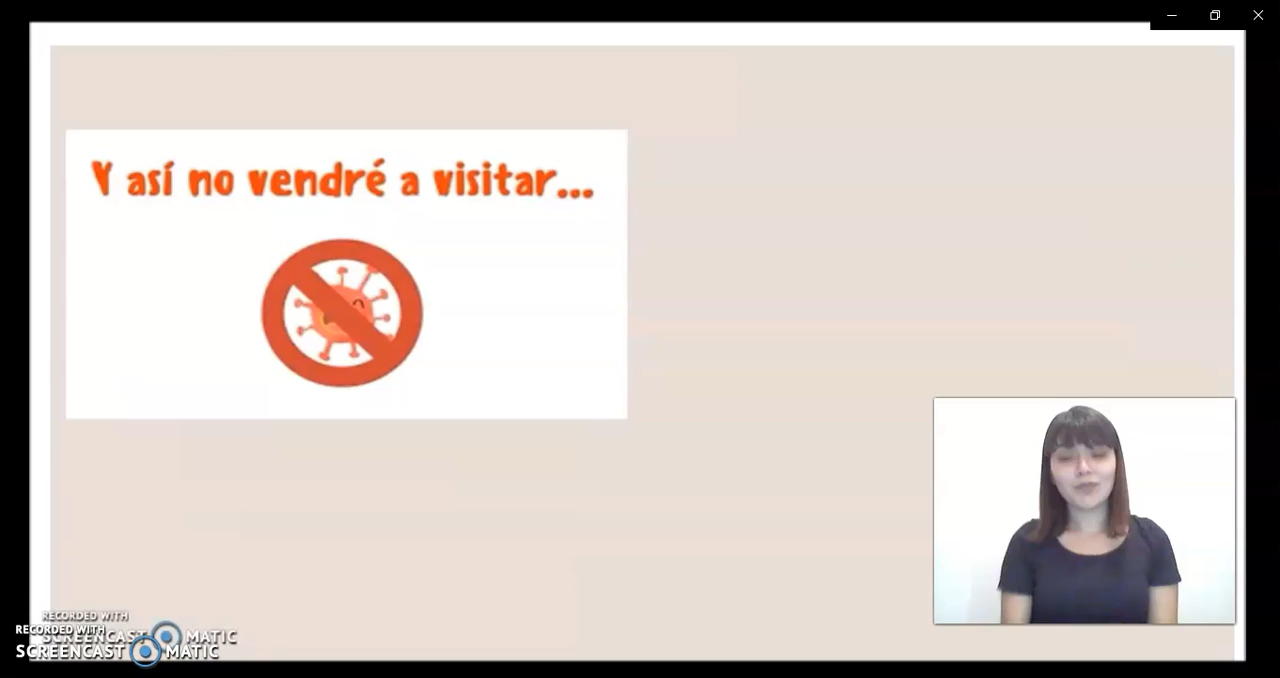 Y así no vendré a visitar...
RECORDED WITH
SCREENCAST MATIC
RECORDED WITH
SCREENCAST MATIC